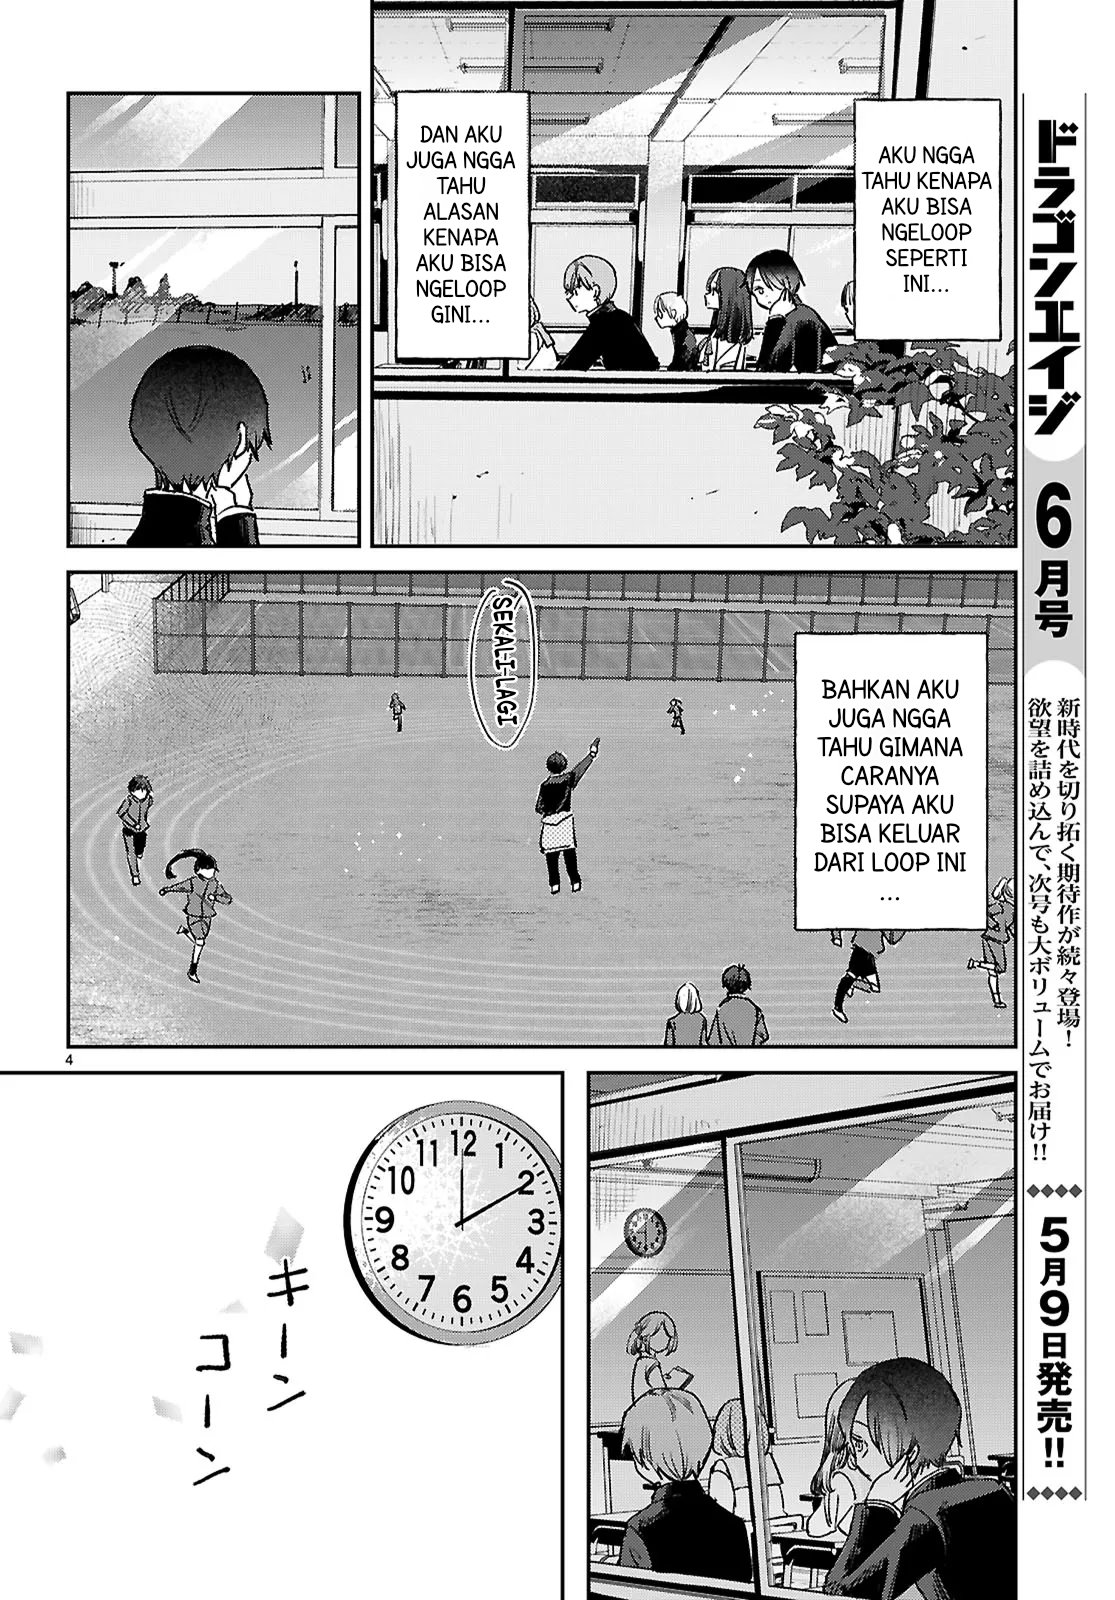 AKU NGGA
TAHU KENAPA
AKU BISA
NGELOOP
SEPERTI
INI...
DAN AKU
JUGA NGGA
TAHU
ALASAN
KENAPA
AKU BISA
NGELOOP
GINI...
SEKALI LAGI
BAHKAN AKU
JUGA NGGA
TAHU GIMANA
CARANYA
SUPAYA AKU
BISA KELUAR
DARI LOOP INI
...
4
12
1
2
3
4
5
6
7
8
9
10
11
キーン
コーン
ドラゴンエイジ
6月号
新時代を切り拓く期待作が続々登場!
欲望を詰め込んで、次号も大ボリュームでお届け!!
5月9日発売!!